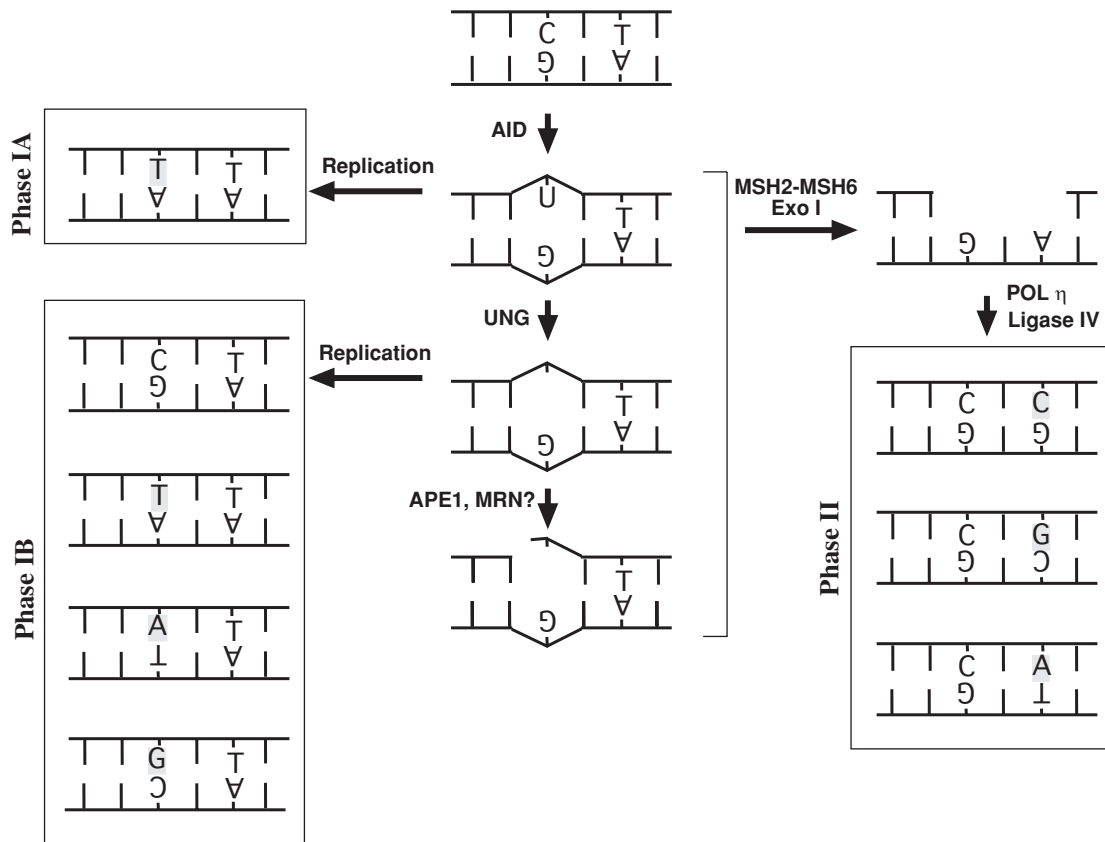 C T
G A
AID
Phase IA
T T
A A
Replication
U T
G A
MSH2-MSH6
Exo I
G A
POL η
Ligase IV
UNG
Replication
T
G A
APE1, MRN?
T
G A
Phase IB
C T
G A
T T
A A
A T
T A
G T
C A
Phase II
C C
G G
C G
G C
C A
G T